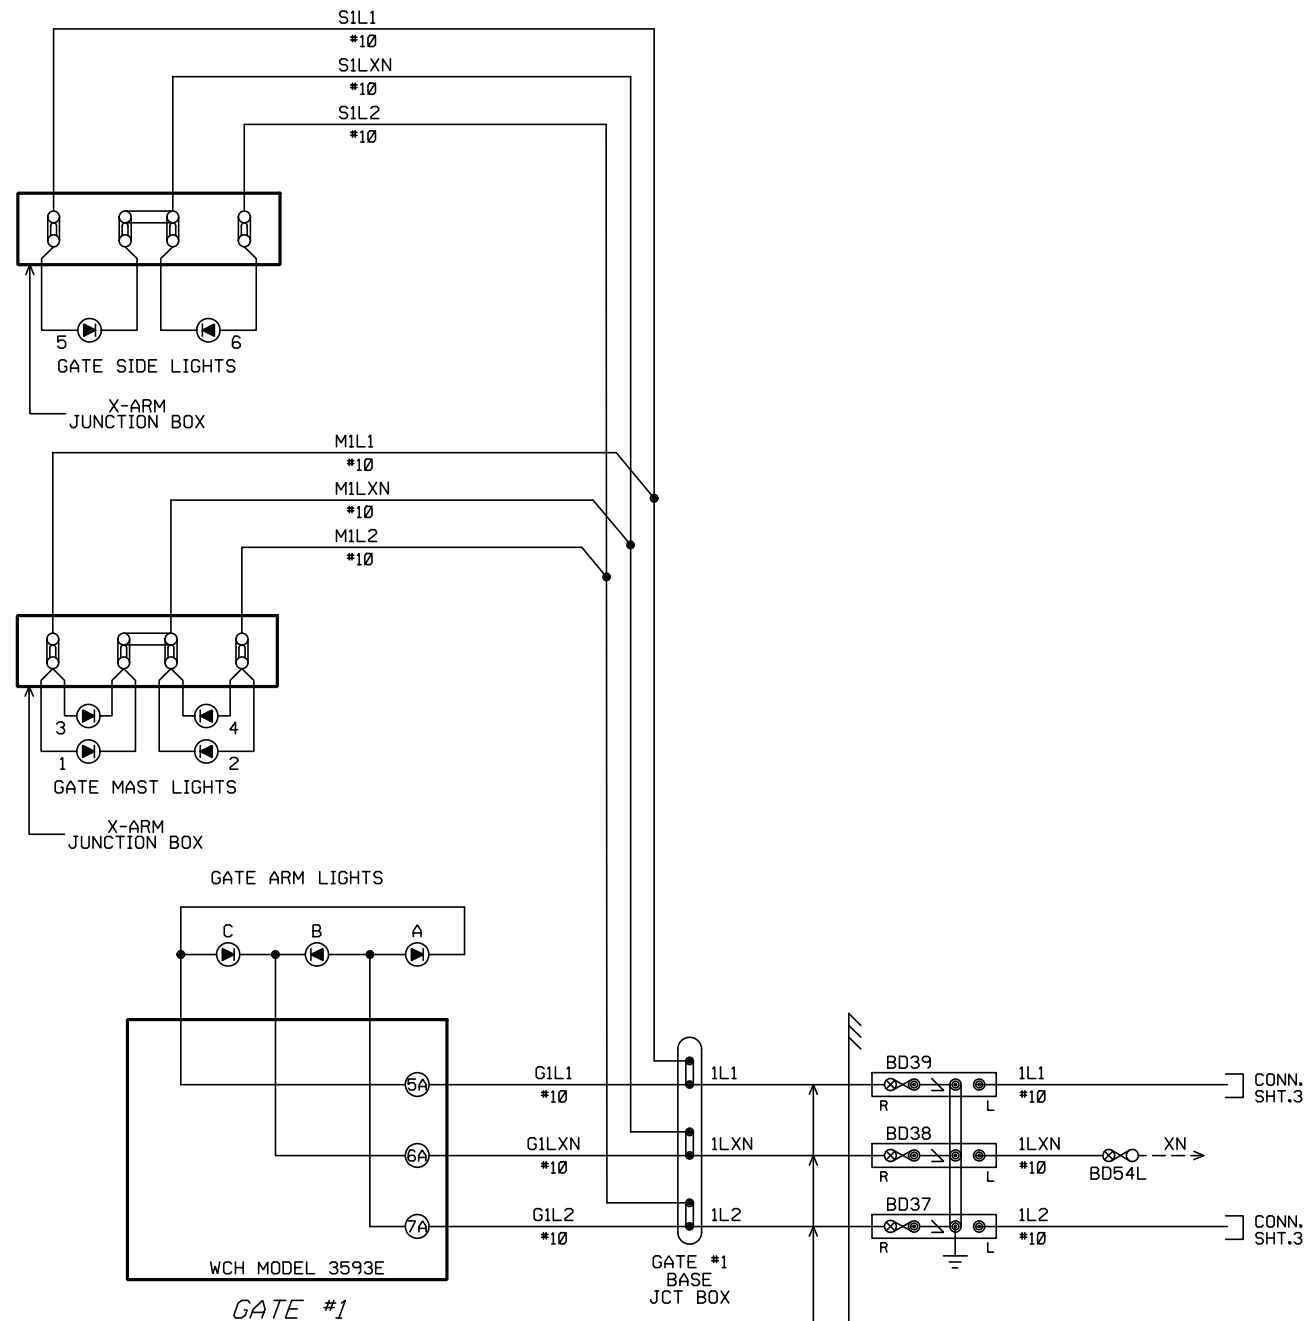 S1L1
#10
S1LXN
#10
S1L2
#10
5
6
GATE SIDE LIGHTS
X-ARM
JUNCTION BOX
M1L1
#10
M1LXN
#10
M1L2
#10
3
4
1
2
GATE MAST LIGHTS
X-ARM
JUNCTION BOX
GATE ARM LIGHTS
C B A
5A
G1L1
#10
1L1
BD39
R L
1L1
#10
CONN.
SHT.3
6A
G1LXN
#10
1LXN
BD38
R L
1LXN
#10
XN
BD54L
7A
G1L2
#10
1L2
BD37
R L
1L2
#10
CONN.
SHT.3
WCH MODEL 3593E
GATE #1
BASE
JCT BOX
GATE #1